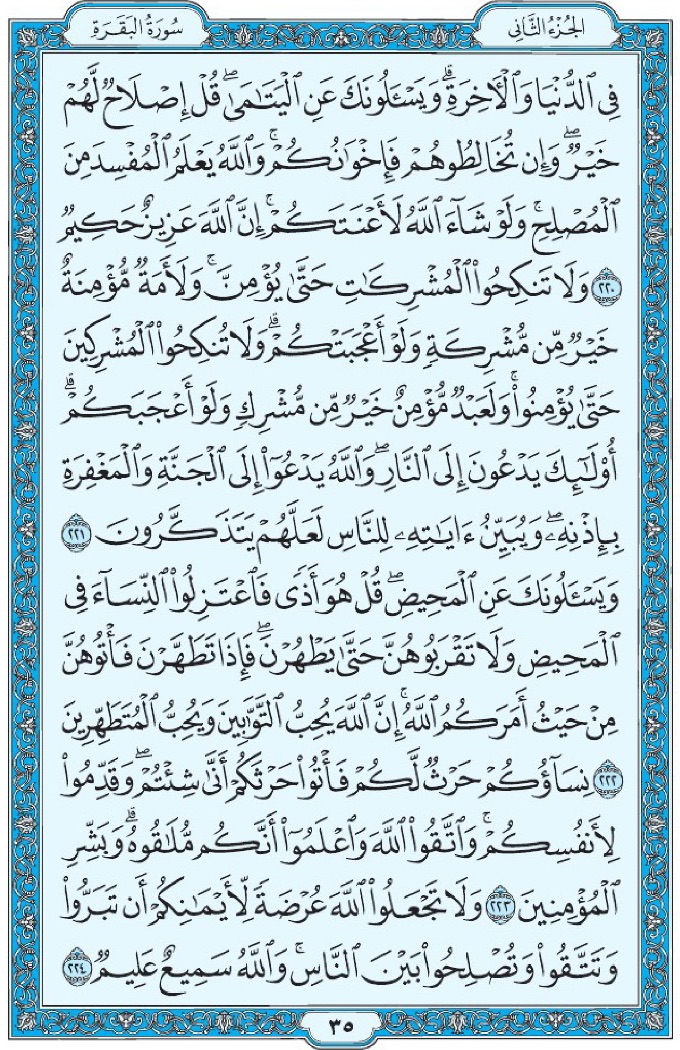 الجُزْءُ الثَّانِي
سُورَةُ البَقَرَةِ
فِي ٱلدُّنْيَا وَٱلْأَخِرَةِۗ وَيَسْـَٔلُونَكَ عَنِ ٱلْيَتَـٰمَىٰۖ قُلْ إِصْلَاحٌ لَّهُمْ
خَيْرٌۖ وَإِن تُخَالِطُوهُمْ فَإِخْوَٰنُكُمْۚ وَٱللَّهُ يَعْلَمُ ٱلْمُفْسِدَ مِنَ
ٱلْمُصْلِحِۚ وَلَوْ شَآءَ ٱللَّهُ لَأَعْنَتَكُمْۚ إِنَّ ٱللَّهَ عَزِيزٌ حَكِيمٌ
٢٢٠ وَلَا تَنكِحُوا۟ ٱلْمُشْرِكَـٰتِ حَتَّىٰ يُؤْمِنَّۚ وَلَأَمَةٌ مُّؤْمِنَةٌ
خَيْرٌ مِّن مُّشْرِكَةٍ وَلَوْ أَعْجَبَتْكُمْۗ وَلَا تُنكِحُوا۟ ٱلْمُشْرِكِينَ
حَتَّىٰ يُؤْمِنُوا۟ۚ وَلَعَبْدٌ مُّؤْمِنٌ خَيْرٌ مِّن مُّشْرِكٍ وَلَوْ أَعْجَبَكُمْۗ
أُو۟لَـٰٓئِكَ يَدْعُونَ إِلَى ٱلنَّارِۖ وَٱللَّهُ يَدْعُوٓا۟ إِلَى ٱلْجَنَّةِ وَٱلْمَغْفِرَةِ
بِإِذْنِهِۦۖ وَيُبَيِّنُ ءَايَـٰتِهِۦ لِلنَّاسِ لَعَلَّهُمْ يَتَذَكَّرُونَ ٢٢١
وَيَسْـَٔلُونَكَ عَنِ ٱلْمَحِيضِۖ قُلْ هُوَ أَذًى فَٱعْتَزِلُوا۟ ٱلنِّسَآءَ فِي
ٱلْمَحِيضِ وَلَا تَقْرَبُوهُنَّ حَتَّىٰ يَطْهُرْنَۖ فَإِذَا تَطَهَّرْنَ فَأْتُوهُنَّ
مِنْ حَيْثُ أَمَرَكُمُ ٱللَّهُۚ إِنَّ ٱللَّهَ يُحِبُّ ٱلتَّوَّٰبِينَ وَيُحِبُّ ٱلْمُتَطَهِّرِينَ
٢٢٢ نِسَآؤُكُمْ حَرْثٌ لَّكُمْ فَأْتُوا۟ حَرْثَكُمْ أَنَّىٰ شِئْتُمْۖ وَقَدِّمُوا۟
لِأَنفُسِكُمْۚ وَٱتَّقُوا۟ ٱللَّهَ وَٱعْلَمُوٓا۟ أَنَّكُم مُّلَـٰقُوهُۗ وَبَشِّرِ
ٱلْمُؤْمِنِينَ ٢٢٣ وَلَا تَجْعَلُوا۟ ٱللَّهَ عُرْضَةً لِّأَيْمَـٰنِكُمْ أَن تَبَرُّوا۟
وَتَتَّقُوا۟ وَتُصْلِحُوا۟ بَيْنَ ٱلنَّاسِۚ وَٱللَّهُ سَمِيعٌ عَلِيمٌ ٢٢٤
٣٥